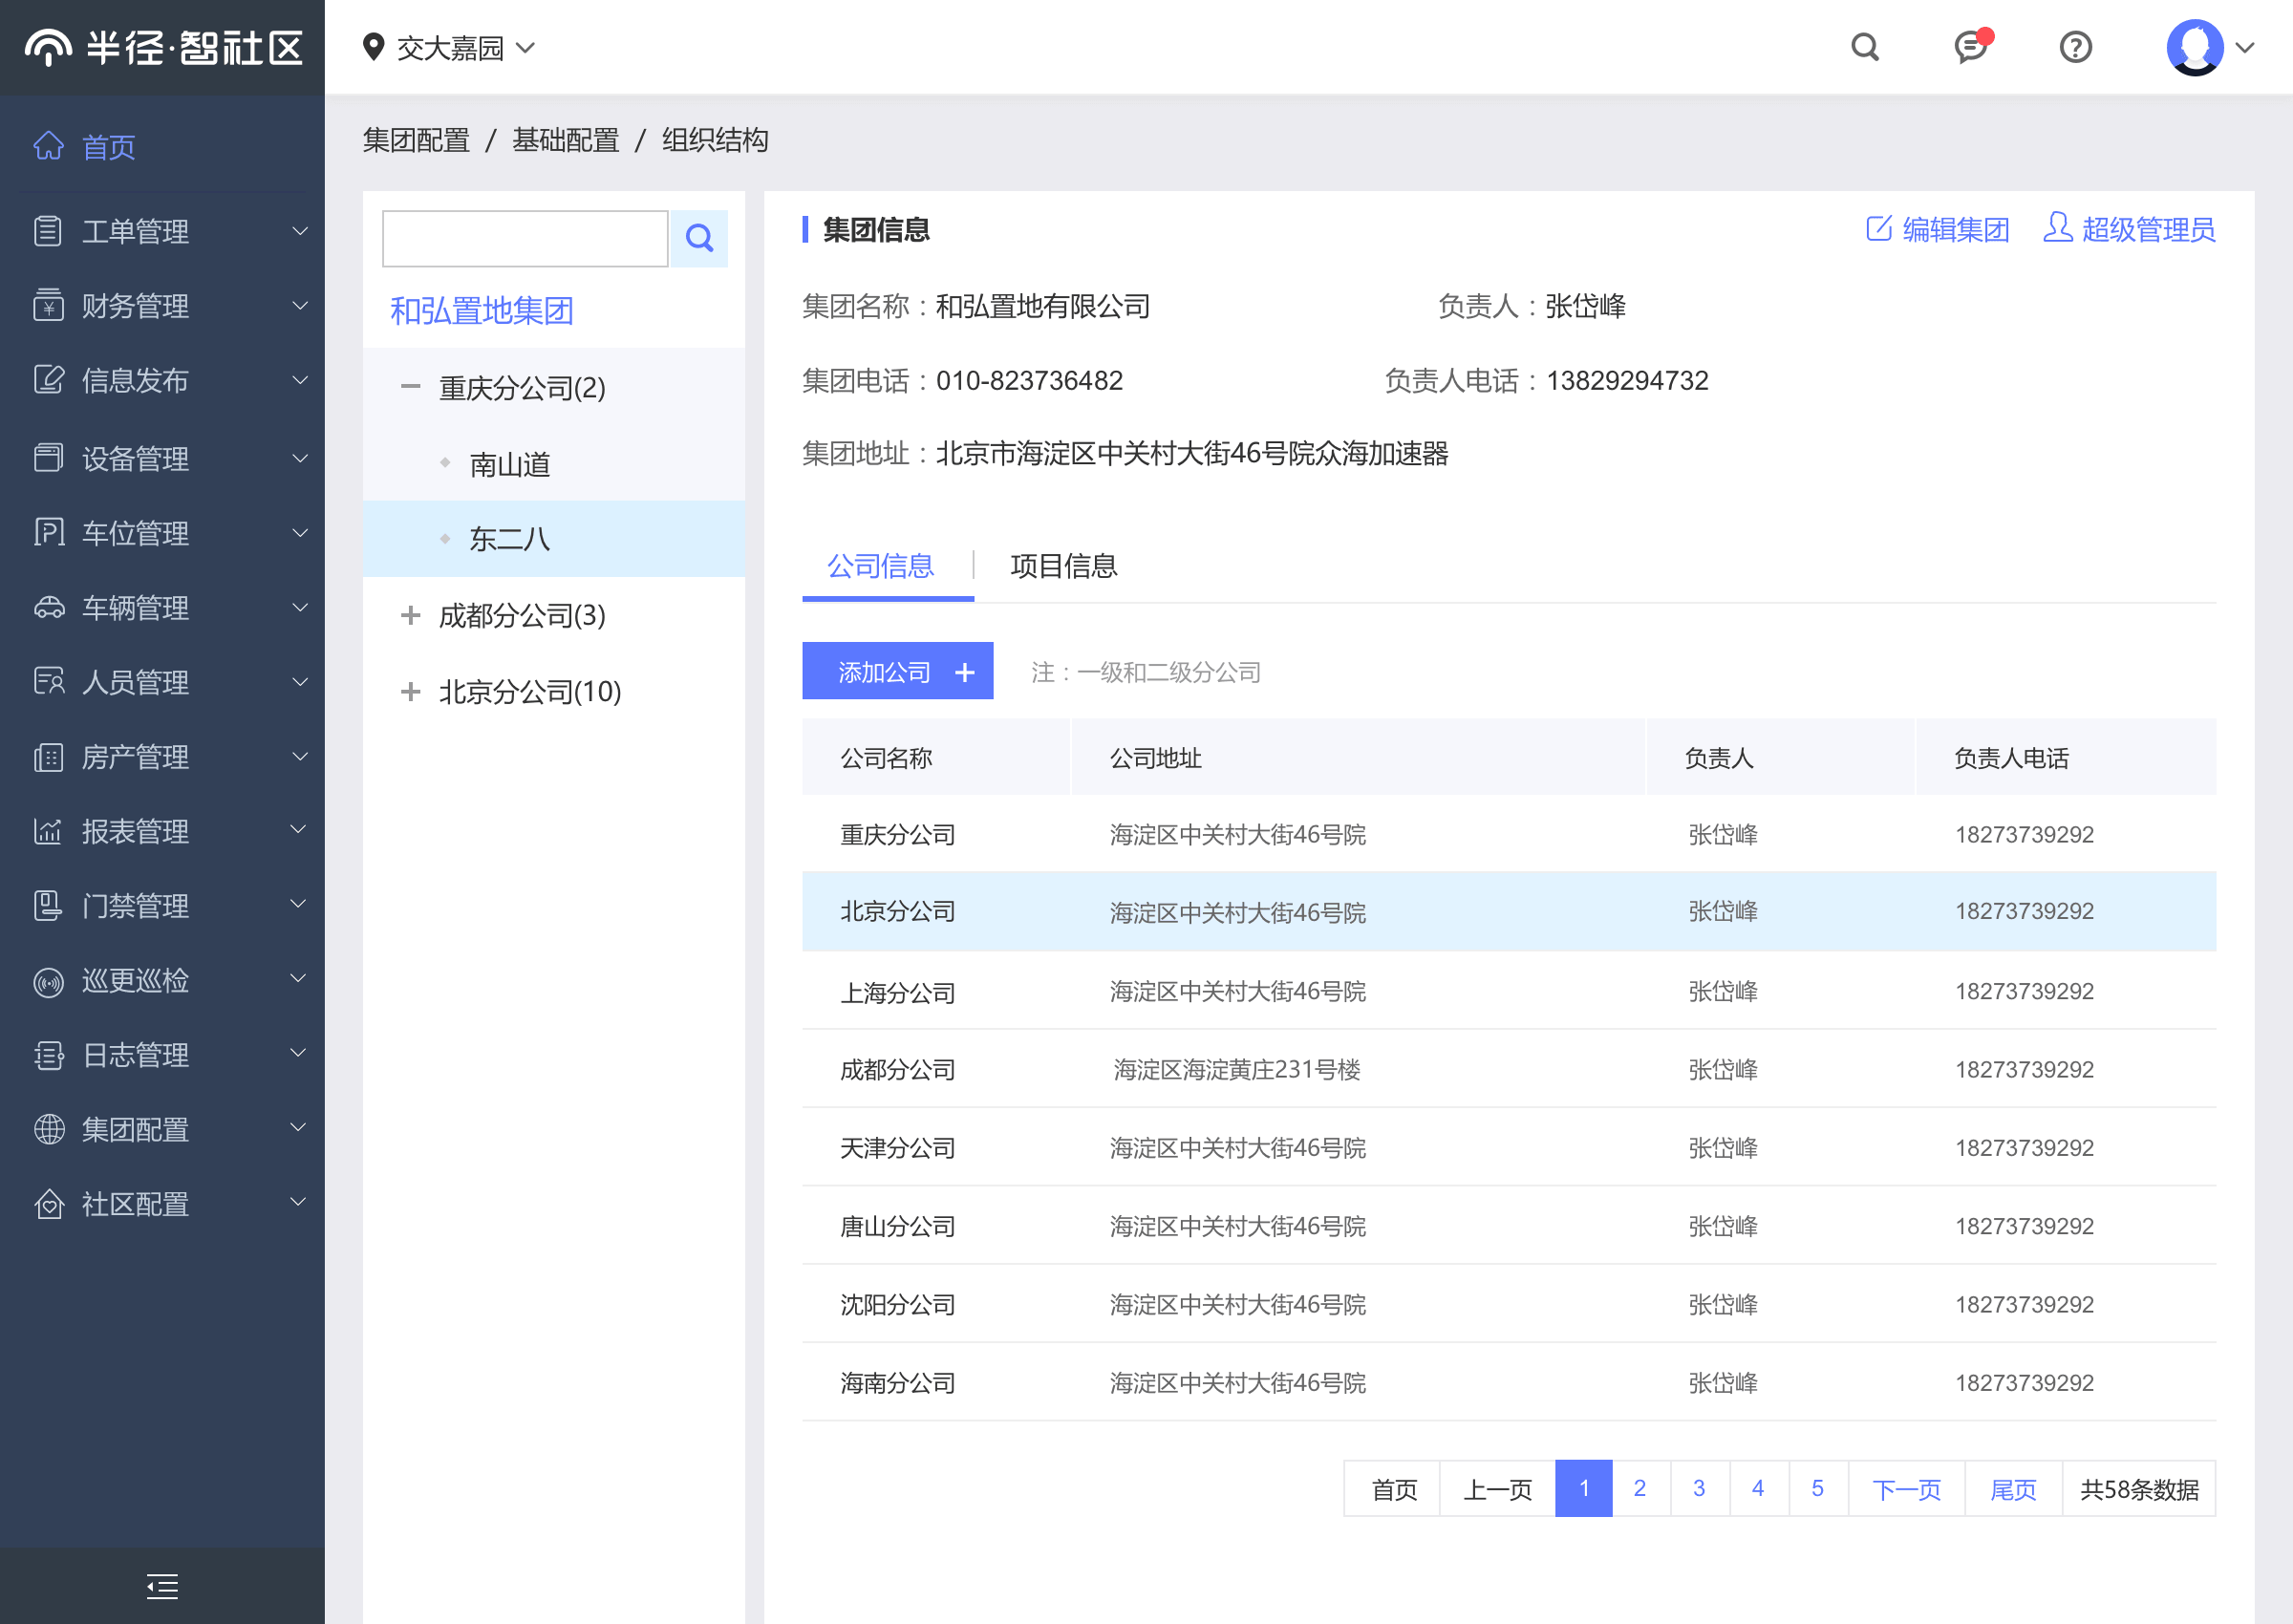 半径·智社区
交大嘉园
首页
工单管理
财务管理
信息发布
设备管理
车位管理
车辆管理
人员管理
房产管理
报表管理
门禁管理
巡更巡检
日志管理
集团配置
社区配置
集团配置 / 基础配置 / 组织结构
和弘置地集团
重庆分公司(2)
南山道
东二八
成都分公司(3)
北京分公司(10)
集团信息
编辑集团 超级管理员
集团名称：和弘置地有限公司 负责人：张岱峰
集团电话：010-823736482 负责人电话：13829294732
集团地址：北京市海淀区中关村大街46号院众海加速器
公司信息 项目信息
添加公司 + 注：一级和二级分公司
公司名称 公司地址 负责人 负责人电话
重庆分公司 海淀区中关村大街46号院 张岱峰 18273739292
北京分公司 海淀区中关村大街46号院 张岱峰 18273739292
上海分公司 海淀区中关村大街46号院 张岱峰 18273739292
成都分公司 海淀区海淀黄庄231号楼 张岱峰 18273739292
天津分公司 海淀区中关村大街46号院 张岱峰 18273739292
唐山分公司 海淀区中关村大街46号院 张岱峰 18273739292
沈阳分公司 海淀区中关村大街46号院 张岱峰 18273739292
海南分公司 海淀区中关村大街46号院 张岱峰 18273739292
首页 上一页 1 2 3 4 5 下一页 尾页 共58条数据